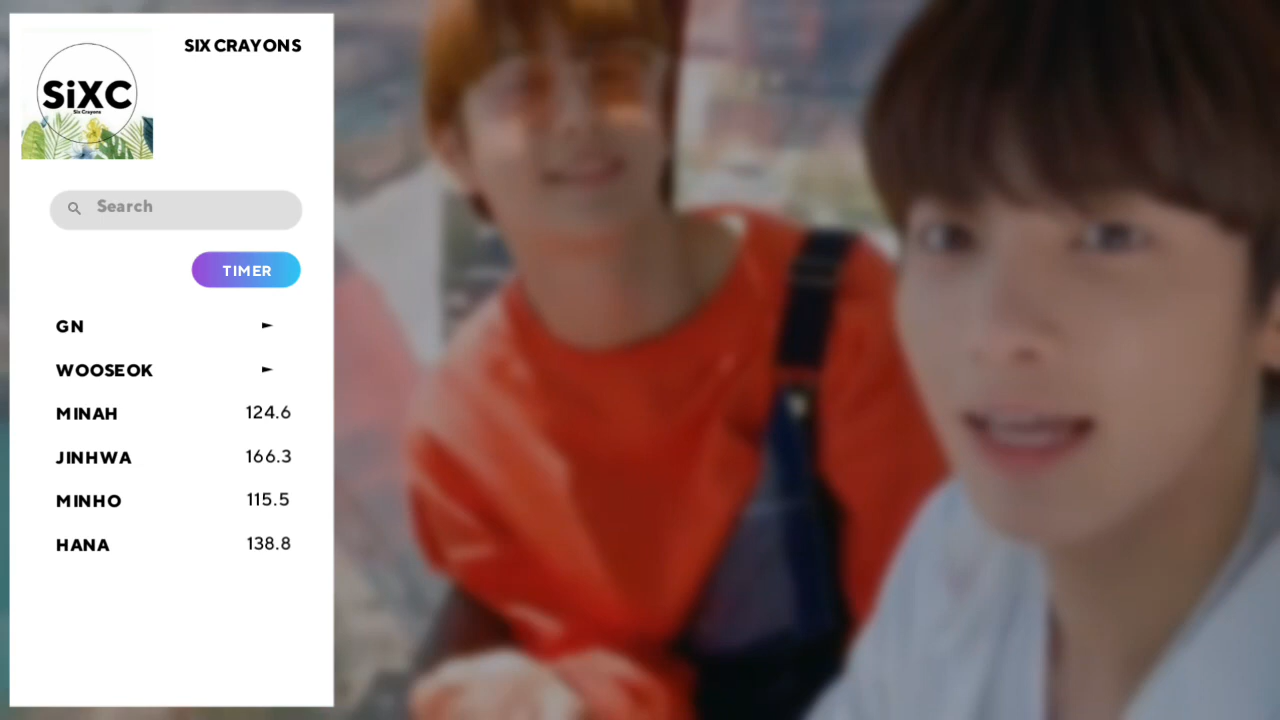 SIX CRAYONS
SiXC
Six Crayons
Search
TIMER
GN
WOOSEOK
MINAH 124.6
JINHWA 166.3
MINHO 115.5
HANA 138.8